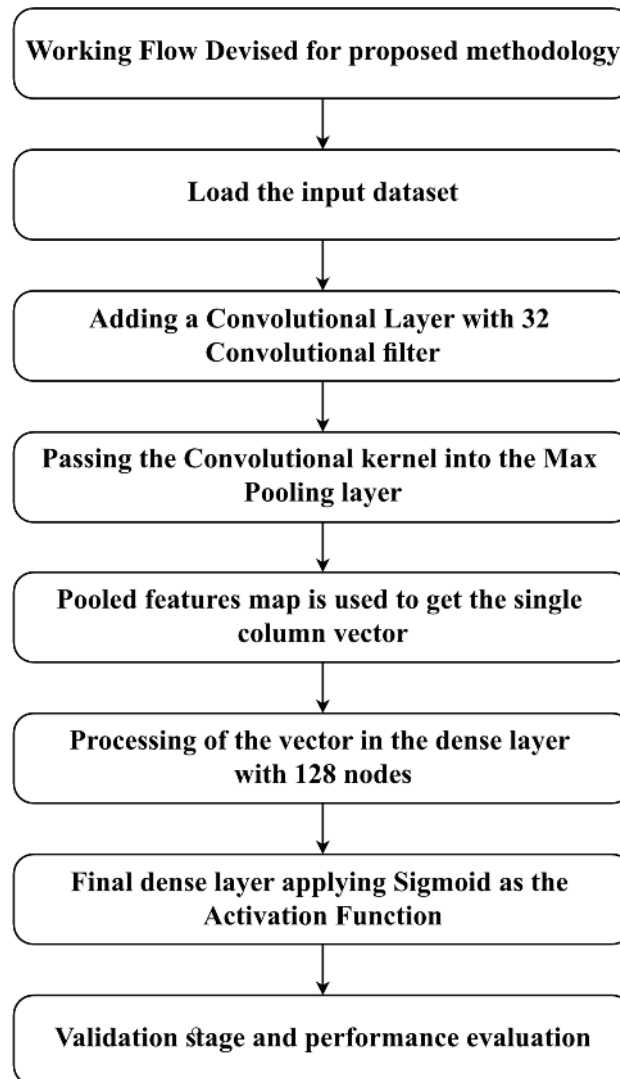 Working Flow Devised for proposed methodology
Load the input dataset
Adding a Convolutional Layer with 32
Convolutional filter
Passing the Convolutional kernel into the Max
Pooling layer
Pooled features map is used to get the single
column vector
Processing of the vector in the dense layer
with 128 nodes
Final dense layer applying Sigmoid as the
Activation Function
Validation stage and performance evaluation